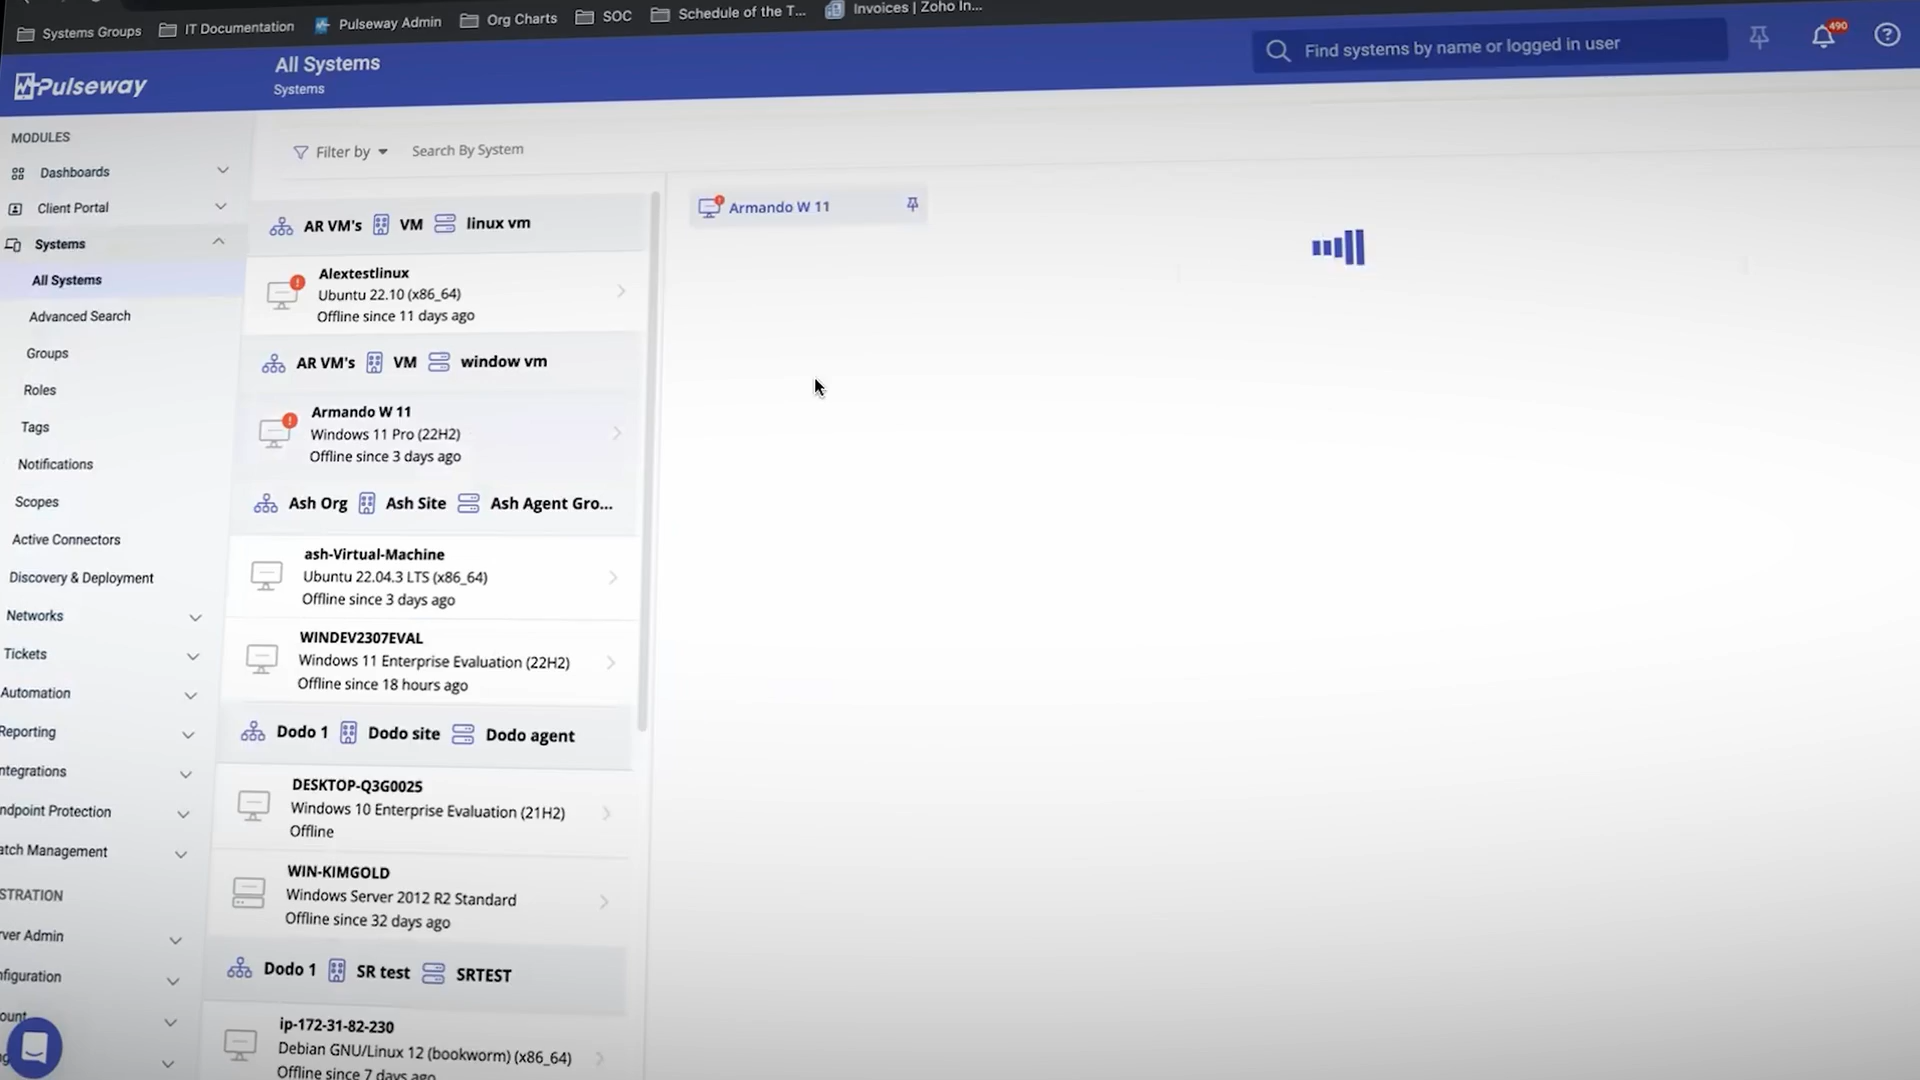 Systems Groups
IT Documentation
Pulseway Admin
Org Charts
SOC
Schedule of the T...
Invoices | Zoho In...
Pulseway
All Systems
Systems
Find systems by name or logged in user
490
MODULES
Dashboards
Client Portal
Systems
All Systems
Advanced Search
Groups
Roles
Tags
Notifications
Scopes
Active Connectors
Discovery & Deployment
Networks
Tickets
Automation
Reporting
ntegrations
ndpoint Protection
atch Management
STRATION
rver Admin
nfiguration
ount
Filter by
Search By System
AR VM's VM linux vm
Alextestlinux
Ubuntu 22.10 (x86_64)
Offline since 11 days ago
AR VM's VM window vm
Armando W 11
Windows 11 Pro (22H2)
Offline since 3 days ago
Ash Org Ash Site Ash Agent Gro...
ash-Virtual-Machine
Ubuntu 22.04.3 LTS (x86_64)
Offline since 3 days ago
WINDEV2307EVAL
Windows 11 Enterprise Evaluation (22H2)
Offline since 18 hours ago
Dodo 1 Dodo site Dodo agent
DESKTOP-Q3G0025
Windows 10 Enterprise Evaluation (21H2)
Offline
WIN-KIMGOLD
Windows Server 2012 R2 Standard
Offline since 32 days ago
Dodo 1 SR test SRTEST
ip-172-31-82-230
Debian GNU/Linux 12 (bookworm) (x86_64)
Offline since 7 days ago
Armando W 11